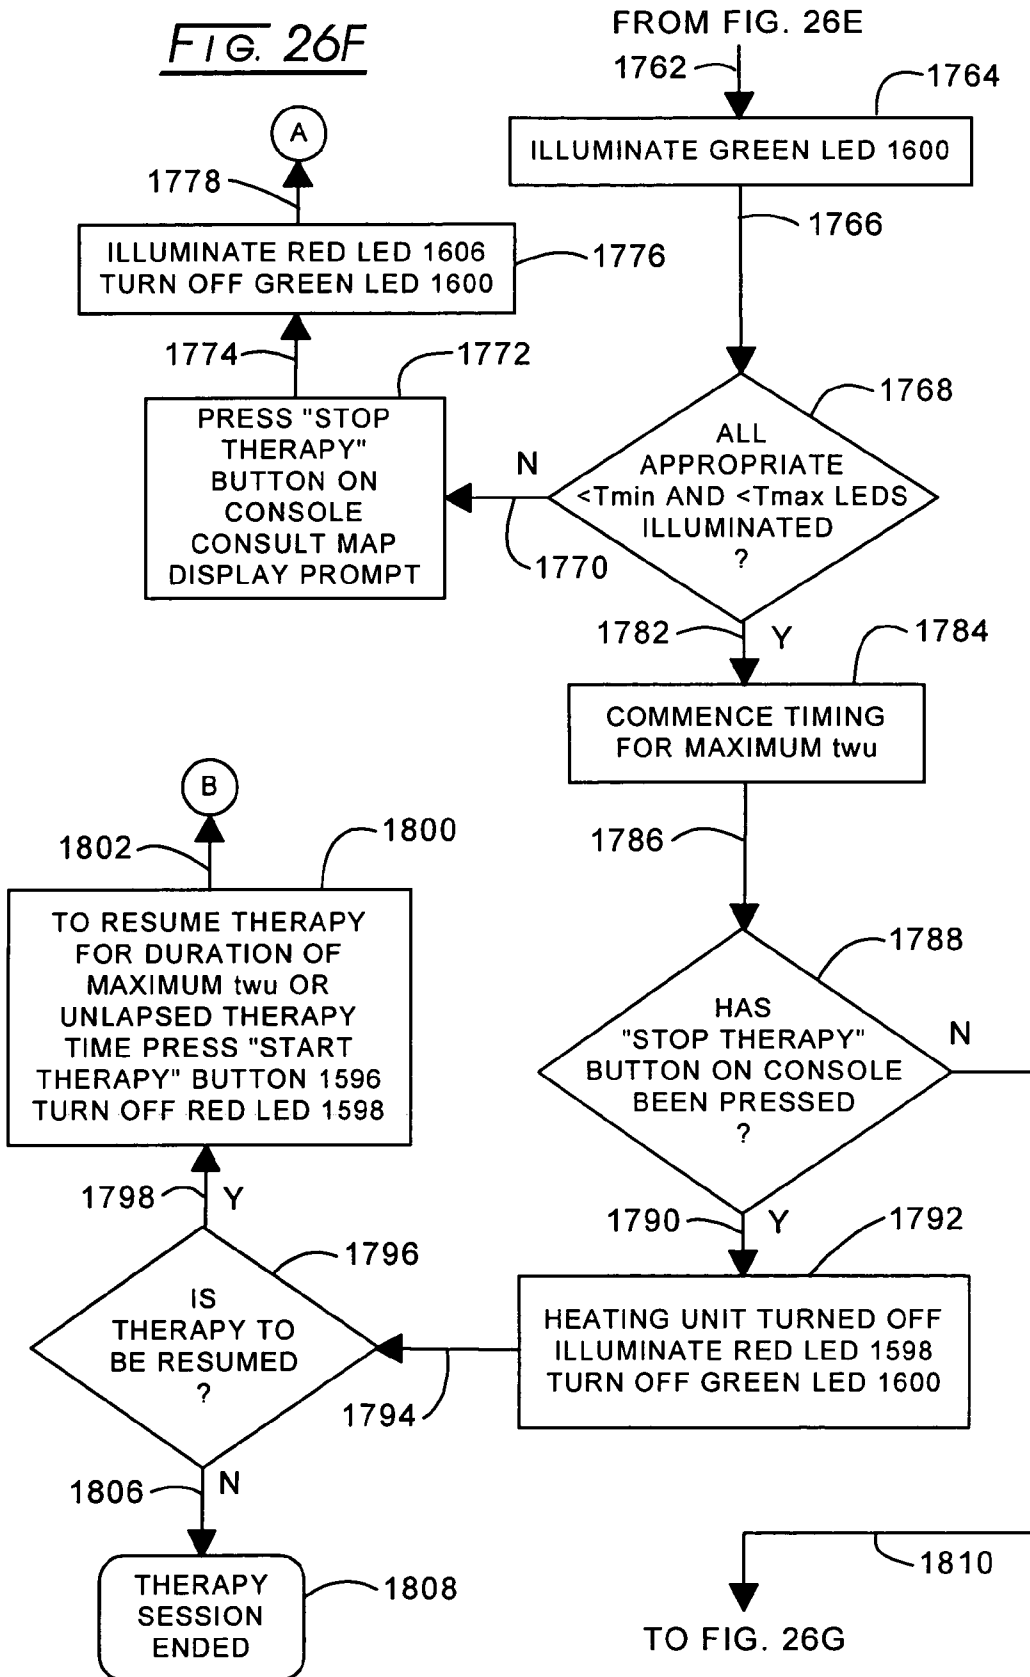 FIG. 26F
FROM FIG. 26E
1762
1764
ILLUMINATE GREEN LED 1600
1766
A
1778
ILLUMINATE RED LED 1606
TURN OFF GREEN LED 1600
1776
1774
1772
PRESS "STOP
THERAPY"
BUTTON ON
CONSOLE
CONSULT MAP
DISPLAY PROMPT
N
1770
1768
ALL
APPROPRIATE
<Tmin AND <Tmax LEDS
ILLUMINATED
?
1782
Y
1784
COMMENCE TIMING
FOR MAXIMUM twu
1786
B
1802
1800
TO RESUME THERAPY
FOR DURATION OF
MAXIMUM twu OR
UNLAPSED THERAPY
TIME PRESS "START
THERAPY" BUTTON 1596
TURN OFF RED LED 1598
1788
HAS
"STOP THERAPY"
BUTTON ON CONSOLE
BEEN PRESSED
?
N
1790
Y
1792
HEATING UNIT TURNED OFF
ILLUMINATE RED LED 1598
TURN OFF GREEN LED 1600
1794
1798
Y
1796
IS
THERAPY TO
BE RESUMED
?
1806
N
THERAPY
SESSION
ENDED
1808
1810
TO FIG. 26G